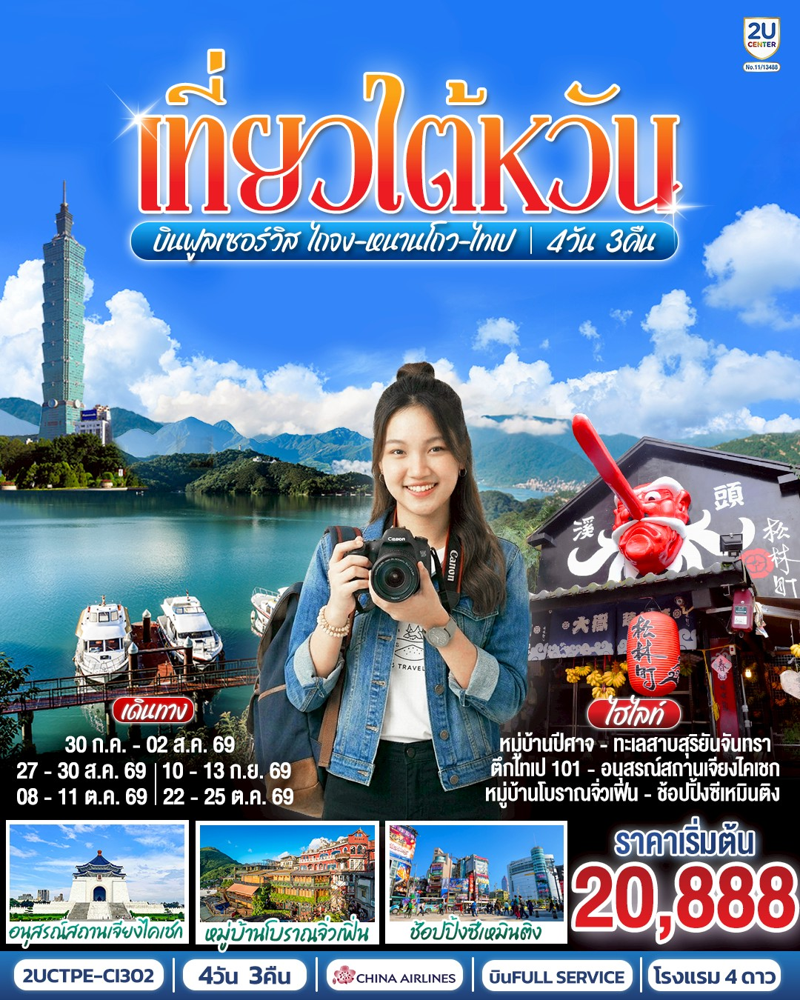 2U
CENTER
No.11/13488
เที่ยวไต้หวัน
บินฟูลเซอร์วิส ไถจง-หนานโถว-ไทเป | 4วัน 3คืน
溪
頭
松林町
Canon
Canon
S TRAVEL
松林町
春
เดินทาง
30 ก.ค. - 02 ส.ค. 69
27 - 30 ส.ค. 69 | 10 - 13 ก.ย. 69
08 - 11 ต.ค. 69 | 22 - 25 ต.ค. 69
ไฮไลท์
หมู่บ้านปีศาจ - ทะเลสาบสุริยันจันทรา
ตึกไทเป 101 - อนุสรณ์สถานเจียงไคเชก
หมู่บ้านโบราณจิ่วเฟิ่น - ช้อปปิ้งซีเหมินติง
อนุสรณ์สถานเจียงไคเช็ก
หมู่บ้านโบราณจิ่วเฟิ่น
ช้อปปิ้งซีเหมินติง
ราคาเริ่มต้น
20,888
2UCTPE-CI302
4วัน 3คืน
CHINA AIRLINES
บินFULL SERVICE
โรงแรม 4 ดาว